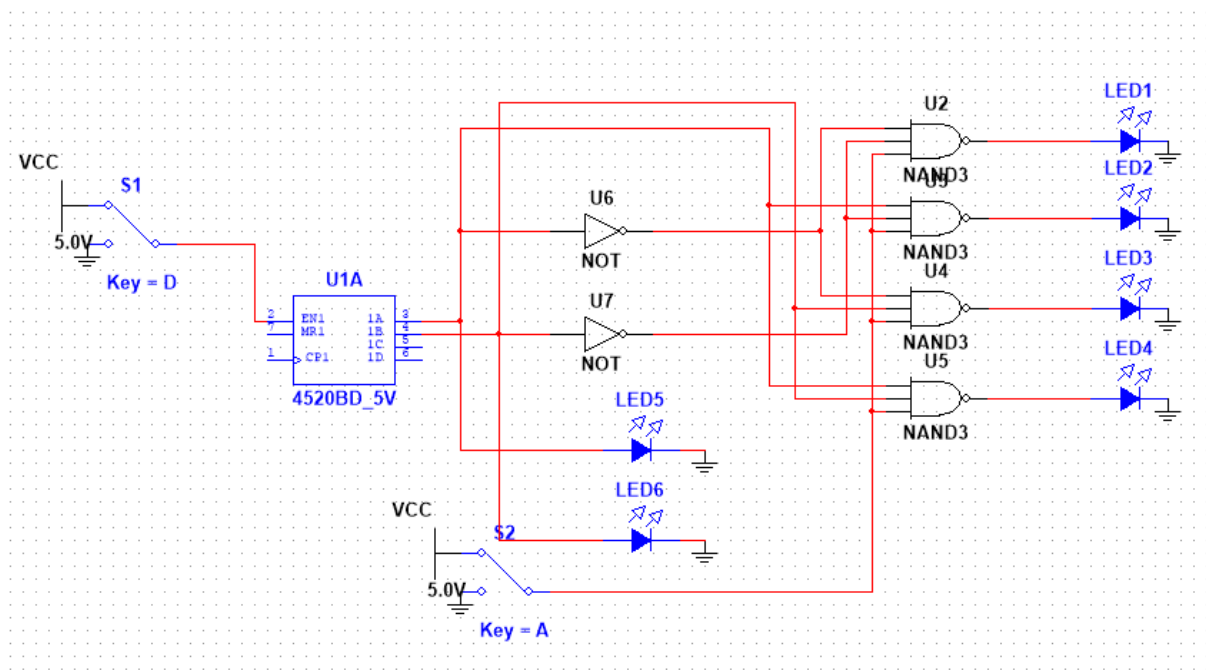 VCC
S1
5.0V
Key = D
U1A
2 EN1 1A 3
7 MR1 1B 4
1C 5
1 CP1 1D 6
4520BD_5V
U6
NOT
U7
NOT
LED5
LED6
VCC
S2
5.0V
Key = A
U2
NAND3
U3
NAND3
U4
NAND3
U5
NAND3
LED1
LED2
LED3
LED4